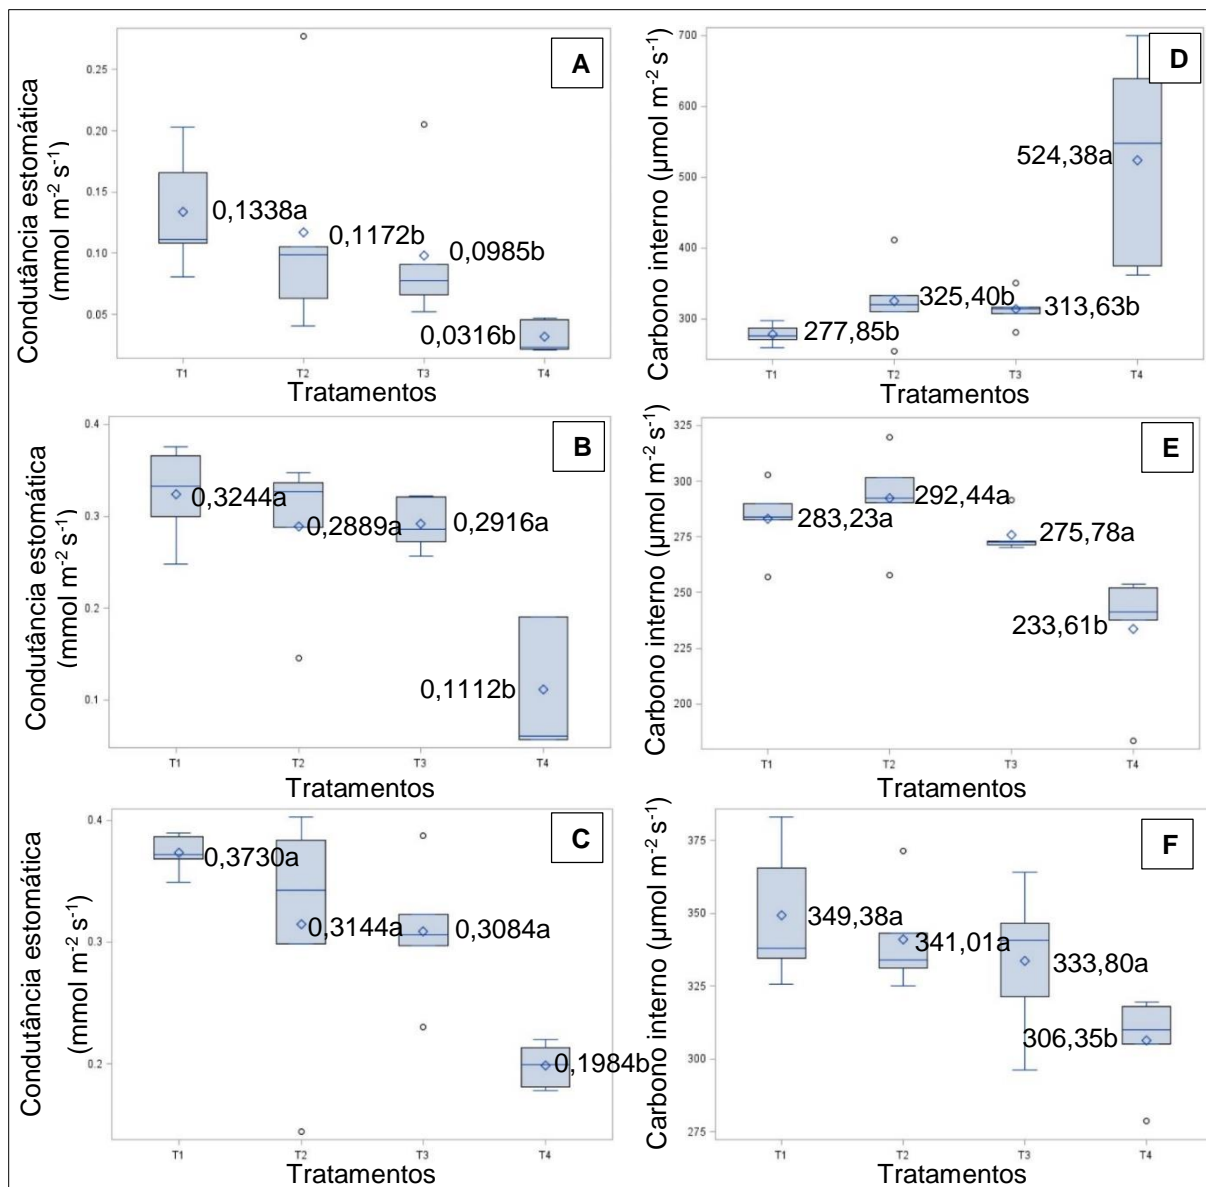 A
Condutância estomática
(mmol m⁻² s⁻¹)
0.25
0.20
0.15
0.10
0.05
0,1338a
0,1172b
0,0985b
0,0316b
T1 T2 T3 T4
Tratamentos
D
Carbono interno (µmol m⁻² s⁻¹)
700
600
500
400
300
277,85b
325,40b
313,63b
524,38a
T1 T2 T3 T4
Tratamentos
B
Condutância estomática
(mmol m⁻² s⁻¹)
0.4
0.3
0.2
0.1
0,3244a
0,2889a
0,2916a
0,1112b
T1 T2 T3 T4
Tratamentos
E
Carbono interno (µmol m⁻² s⁻¹)
325
300
275
250
225
200
283,23a
292,44a
275,78a
233,61b
T1 T2 T3 T4
Tratamentos
C
Condutância estomática
(mmol m⁻² s⁻¹)
0.4
0.3
0.2
0,3730a
0,3144a
0,3084a
0,1984b
T1 T2 T3 T4
Tratamentos
F
Carbono interno (µmol m⁻² s⁻¹)
375
350
325
300
275
349,38a
341,01a
333,80a
306,35b
T1 T2 T3 T4
Tratamentos